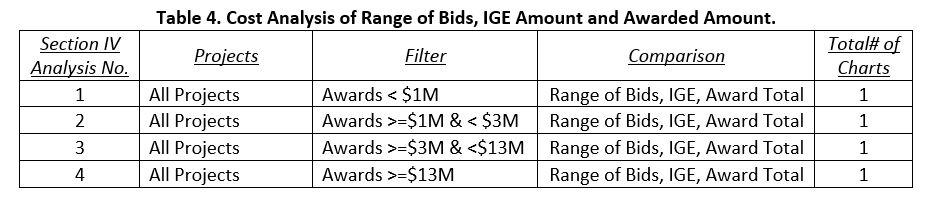 Table 4. Cost Analysis of Range of Bids, IGE Amount and Awarded Amount.
Section IV Analysis No. Projects Filter Comparison Total# of Charts
1 All Projects Awards < $1M Range of Bids, IGE, Award Total 1
2 All Projects Awards >=$1M & < $3M Range of Bids, IGE, Award Total 1
3 All Projects Awards >=$3M & <$13M Range of Bids, IGE, Award Total 1
4 All Projects Awards >=$13M Range of Bids, IGE, Award Total 1